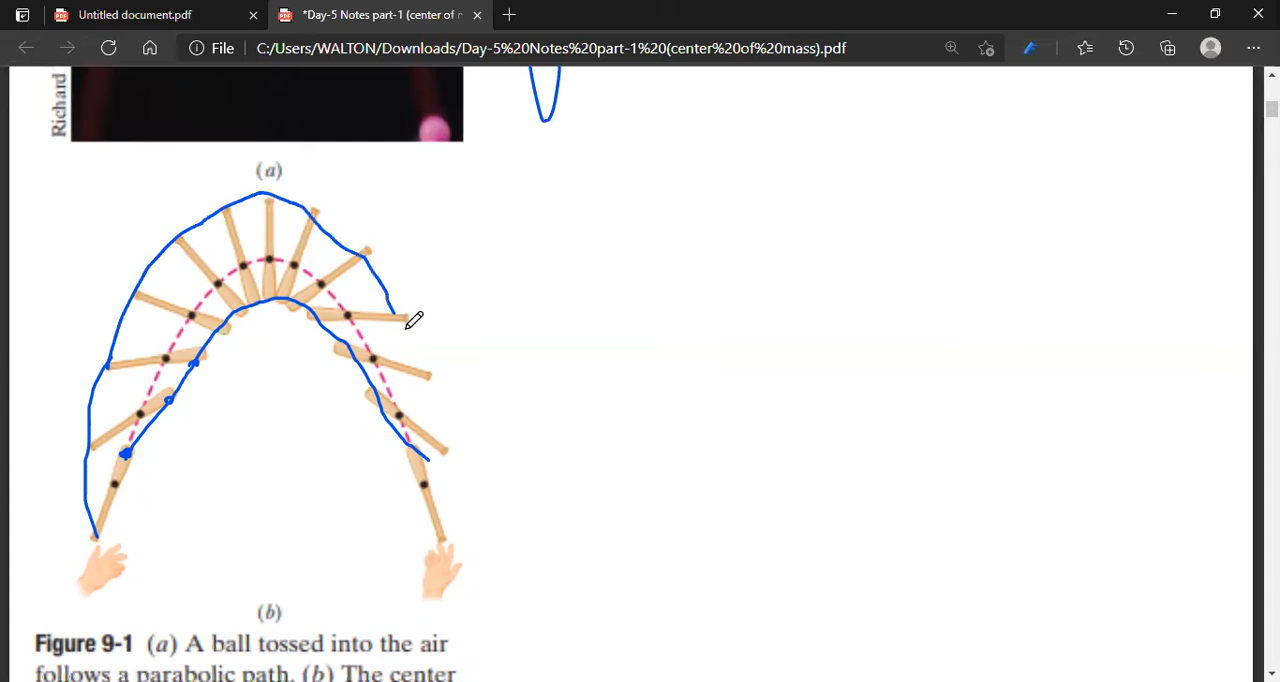 Untitled document.pdf
*Day-5 Notes part-1 (center of
File
C:/Users/WALTON/Downloads/Day-5%20Notes%20part-1%20(center%20of%20mass).pdf
Richard
(a)
(b)
Figure 9-1 (a) A ball tossed into the air
follows a parabolic path. (b) The center